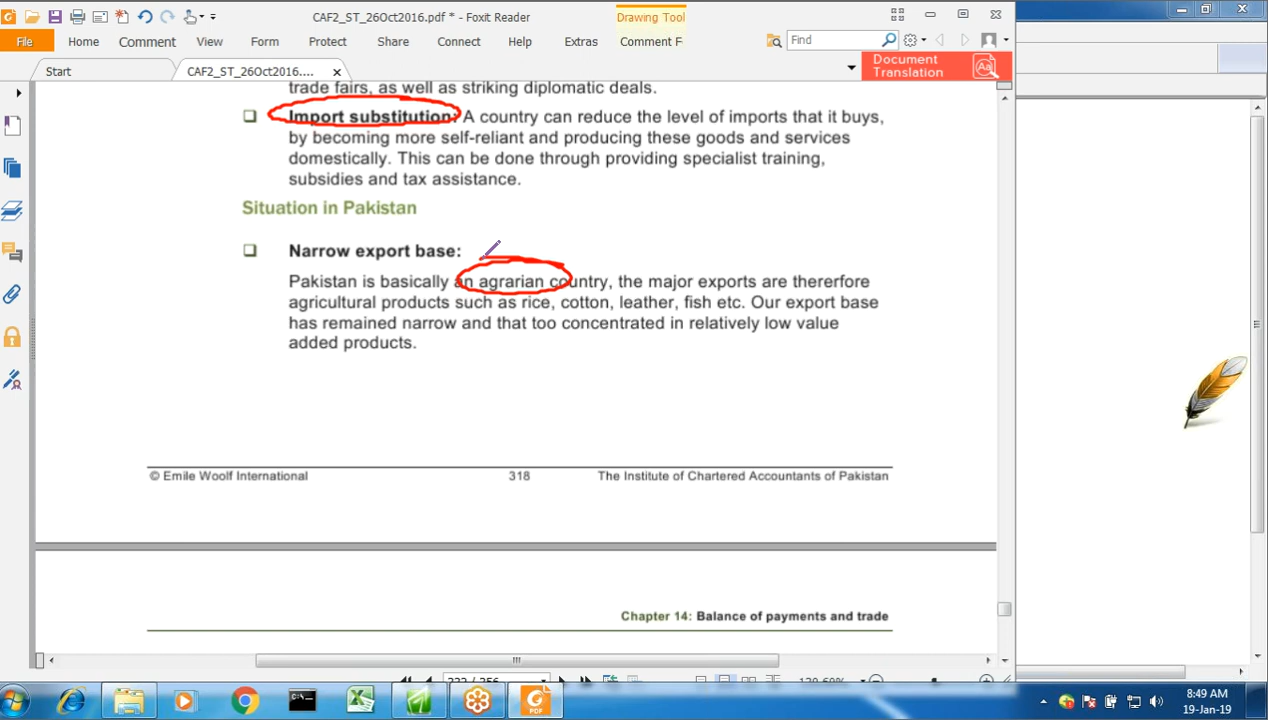 CAF2_ST_26Oct2016.pdf * - Foxit Reader
Drawing Tool
File
Home
Comment
View
Form
Protect
Share
Connect
Help
Extras
Comment F
Find
Start
CAF2_ST_26Oct2016....
Document
Translation
trade fairs, as well as striking diplomatic deals.
Import substitution: A country can reduce the level of imports that it buys,
by becoming more self-reliant and producing these goods and services
domestically. This can be done through providing specialist training,
subsidies and tax assistance.
Situation in Pakistan
Narrow export base:
Pakistan is basically an agrarian country, the major exports are thererfore
agricultural products such as rice, cotton, leather, fish etc. Our export base
has remained narrow and that too concentrated in relatively low value
added products.
© Emile Woolf International
318
The Institute of Chartered Accountants of Pakistan
Chapter 14: Balance of payments and trade
PDF
8:49 AM
19-Jan-19